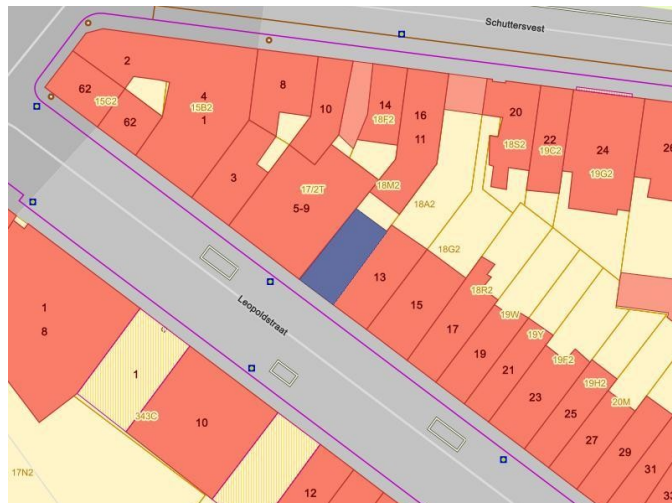 Schuttersvest
2
62
15C2
62
4
15B2
1
8
10
14
18F2
16
11
20
18S2
22
19C2
24
19G2
26
3
17/2T
5-9
18M2
18A2
18G2
13
15
17
18R2
19W
19
21
19Y
23
19F2
25
19H2
20M
27
29
31
33
Leopoldstraat
1
8
1
343C
10
12
17N2